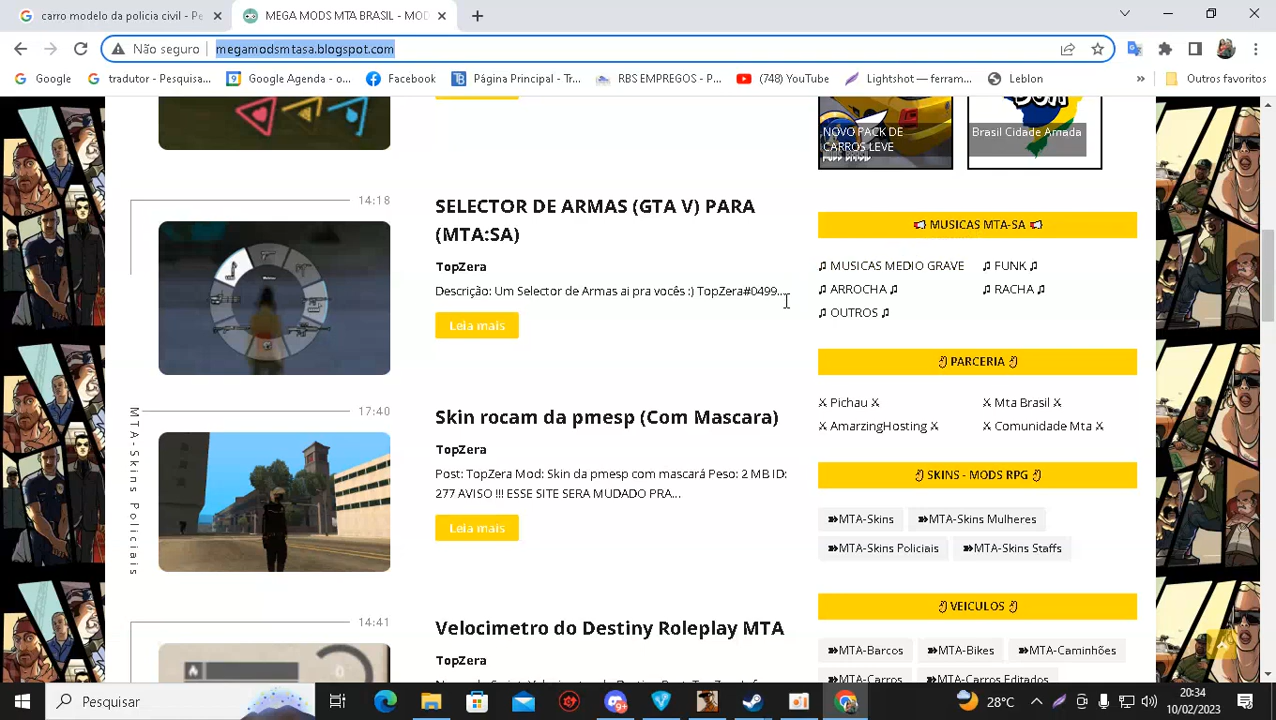 carro modelo da policia civil - Pe
MEGA MODS MTA BRASIL - MOD
Não seguro
megamodsmtasa.blogspot.com
Google
tradutor - Pesquisa...
Google Agenda - o...
Facebook
Página Principal - Tr...
RBS EMPREGOS - P...
(748) YouTube
Lightshot — ferram...
Leblon
»
Outros favoritos
NOVO PACK DE
CARROS LEVE
Brasil Cidade Amada
14:18
SELECTOR DE ARMAS (GTA V) PARA
(MTA:SA)
TopZera
Descrição: Um Selector de Armas ai pra vocês :) TopZera#0499...
Leia mais
MTA-Skins Policiais
17:40
Skin rocam da pmesp (Com Mascara)
TopZera
Post: TopZera Mod: Skin da pmesp com mascará Peso: 2 MB ID:
277 AVISO !!! ESSE SITE SERA MUDADO PRA...
Leia mais
14:41
Velocimetro do Destiny Roleplay MTA
TopZera
📢 MUSICAS MTA-SA 📢
♫ MUSICAS MEDIO GRAVE
♫ FUNK ♫
♫ ARROCHA ♫
♫ RACHA ♫
♫ OUTROS ♫
PARCERIA
⚔ Pichau ⚔
⚔ Mta Brasil ⚔
⚔ AmarzingHosting ⚔
⚔ Comunidade Mta ⚔
SKINS - MODS RPG
MTA-Skins
MTA-Skins Mulheres
MTA-Skins Policiais
MTA-Skins Staffs
VEICULOS
MTA-Barcos
MTA-Bikes
MTA-Caminhões
MTA-Carros
MTA-Carros Editados
Pesquisar
9+
28°C
20:34
10/02/2023